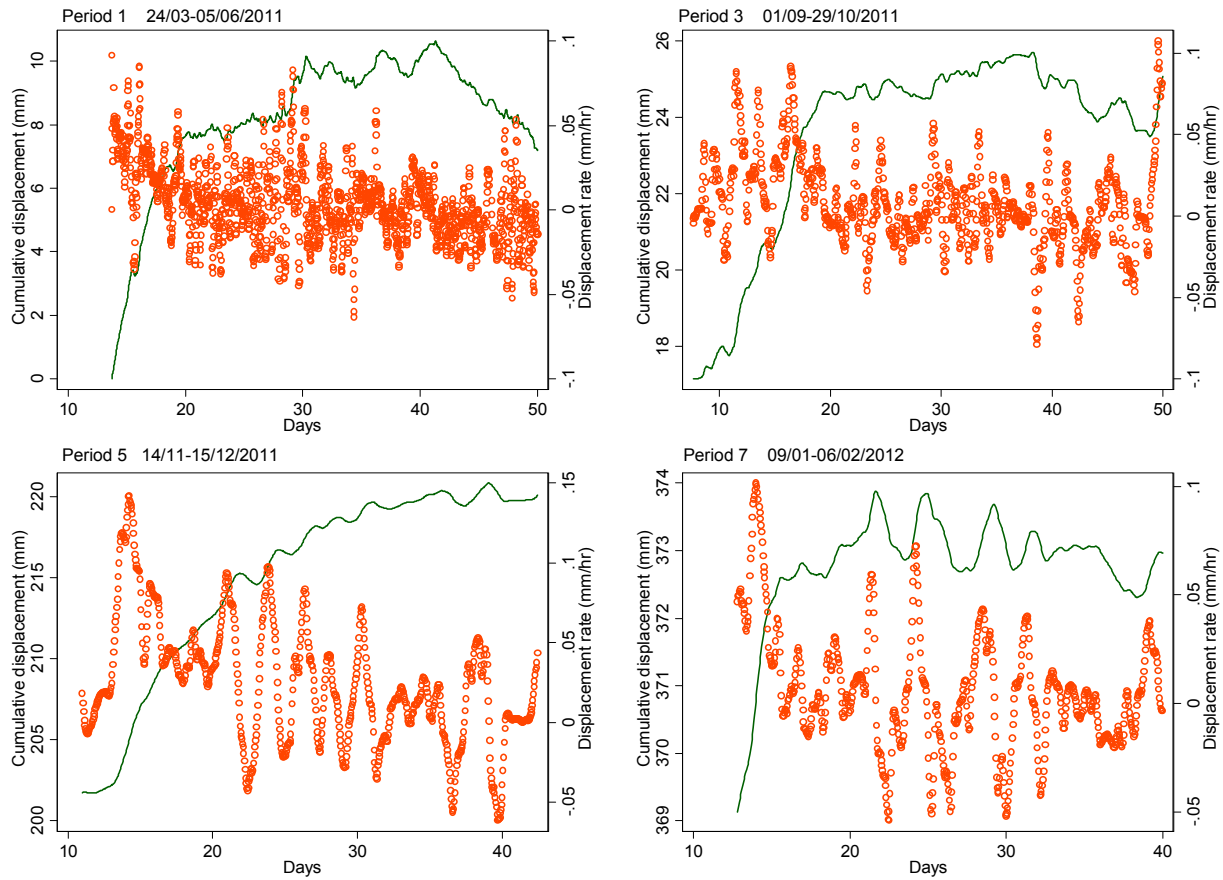 Period 1 24/03-05/06/2011
Cumulative displacement (mm)
0 2 4 6 8 10
-.1 -.05 0 .05 .1
Displacement rate (mm/hr)
10 20 30 40 50
Days
Period 3 01/09-29/10/2011
Cumulative displacement (mm)
18 20 22 24 26
-.1 -.05 0 .05 .1
Displacement rate (mm/hr)
10 20 30 40 50
Days
Period 5 14/11-15/12/2011
Cumulative displacement (mm)
200 205 210 215 220
-.05 0 .05 .1 .15
Displacement rate (mm/hr)
10 20 30 40
Days
Period 7 09/01-06/02/2012
Cumulative displacement (mm)
369 370 371 372 373 374
-.05 0 .05 .1
Displacement rate (mm/hr)
10 20 30 40
Days